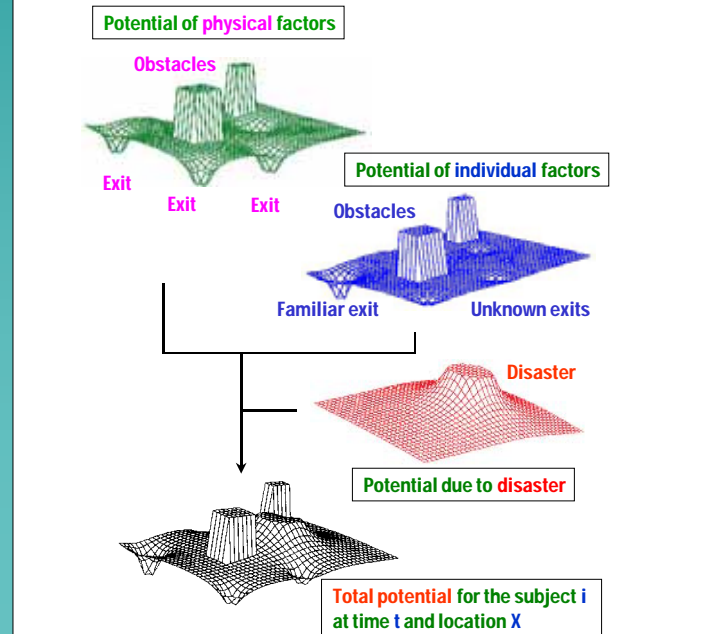 Potential of physical factors
Obstacles
Exit
Exit
Exit
Potential of individual factors
Obstacles
Familiar exit
Unknown exits
Disaster
Potential due to disaster
Total potential for the subject i
at time t and location X